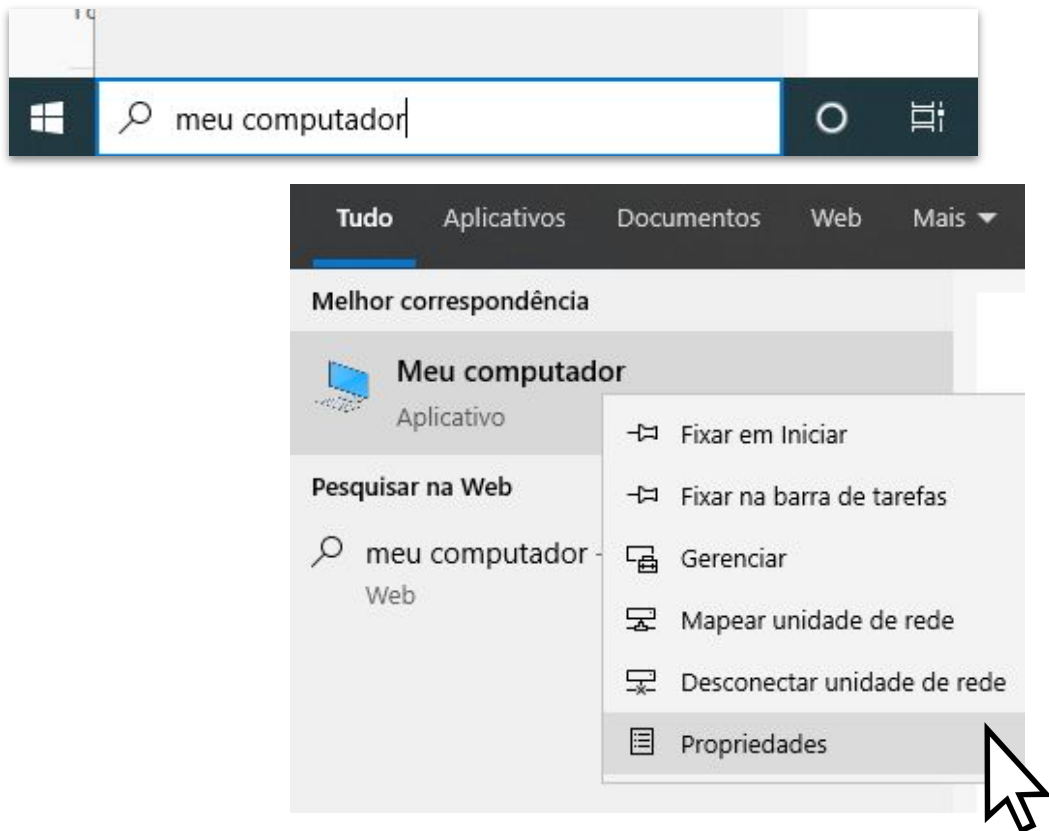 meu computador
Tudo Aplicativos Documentos Web Mais
Melhor correspondência
Meu computador
Aplicativo
Fixar em Iniciar
Pesquisar na Web
Fixar na barra de tarefas
meu computador -
Gerenciar
Web
Mapear unidade de rede
Desconectar unidade de rede
Propriedades